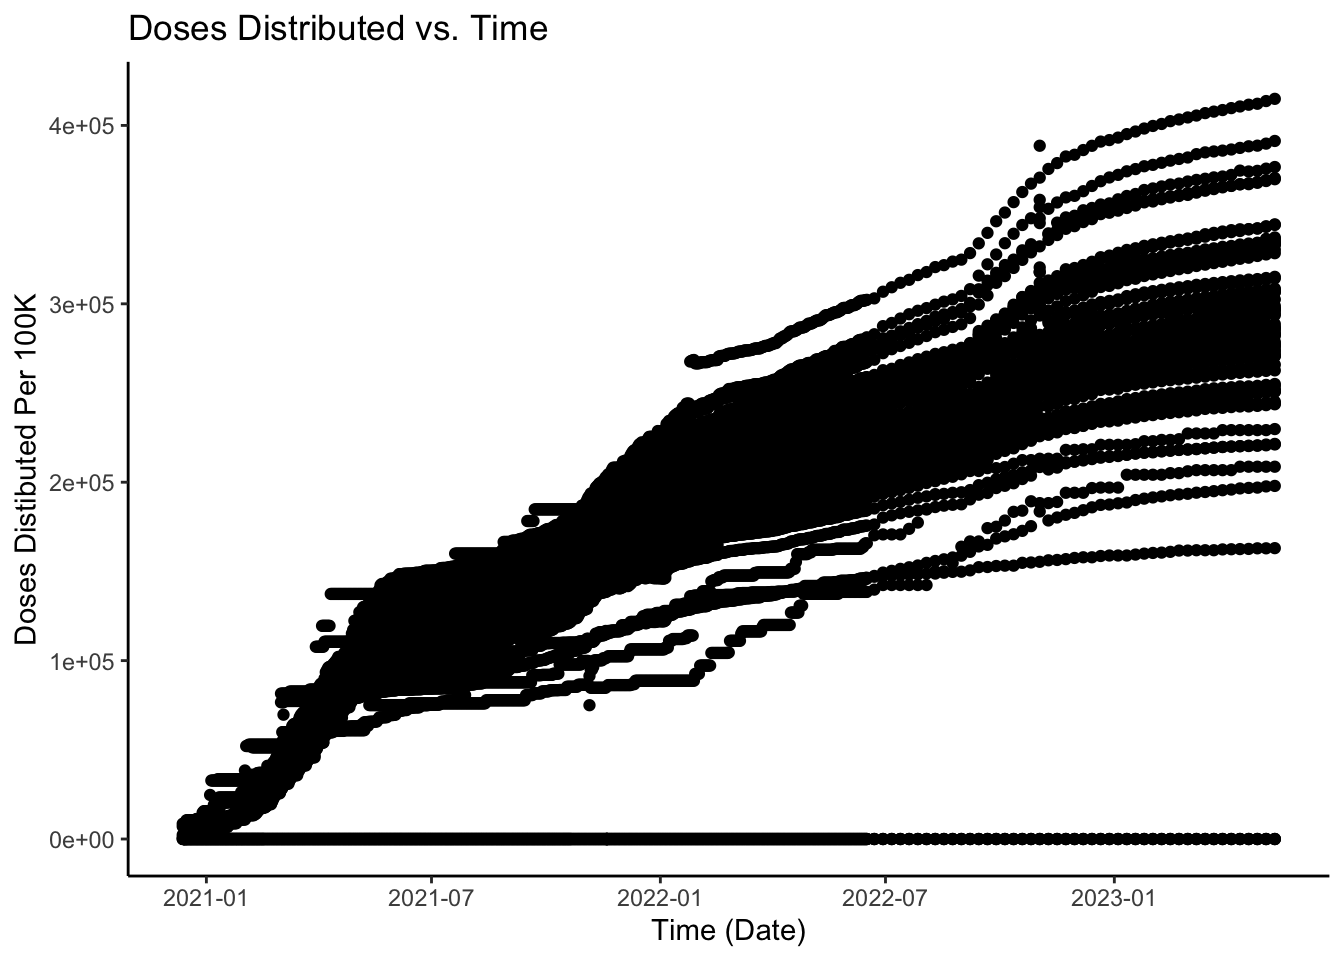 Doses Distributed vs. Time
Doses Distibuted Per 100K
4e+05
3e+05
2e+05
1e+05
0e+00
2021-01 2021-07 2022-01 2022-07 2023-01
Time (Date)